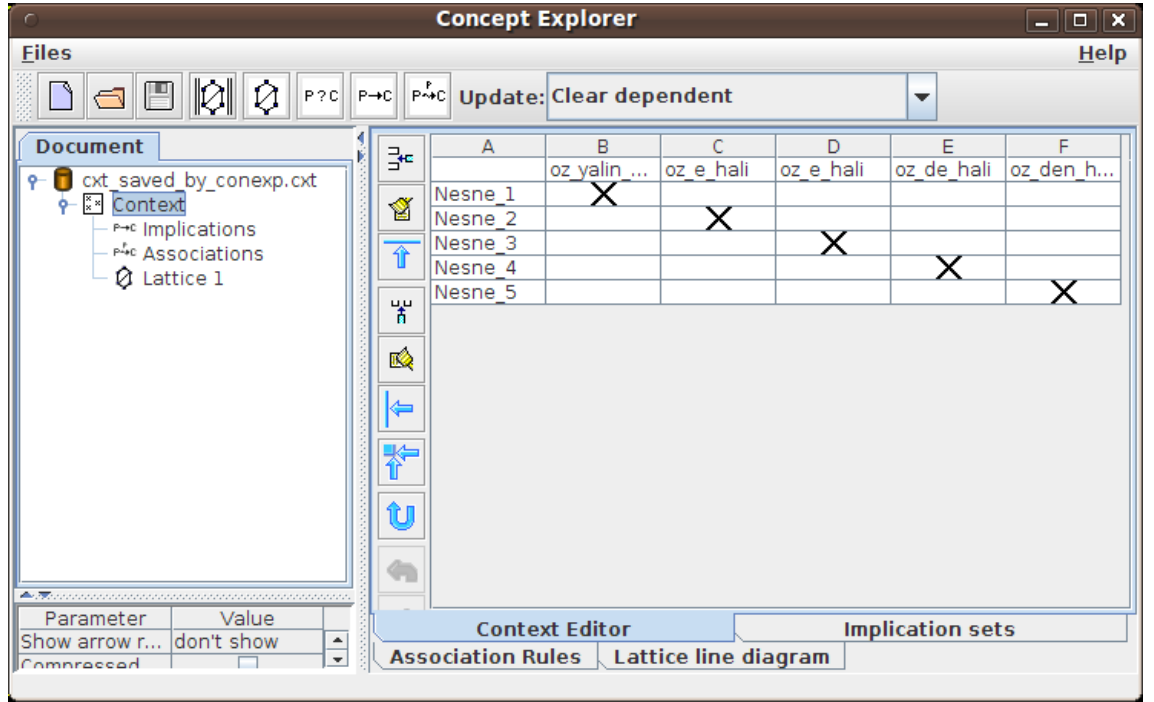 Concept Explorer
Files Help
P?C P→C P→C Update: Clear dependent
Document
cxt_saved_by_conexp.cxt
Context
P→C Implications
P→C Associations
Lattice 1
A B C D E F
oz_yalin_... oz_e_hali oz_e_hali oz_de_hali oz_den_h...
Nesne_1 X
Nesne_2 X
Nesne_3 X
Nesne_4 X
Nesne_5 X
Parameter Value
Show arrow r... don't show
Compressed
Context Editor Implication sets
Association Rules Lattice line diagram